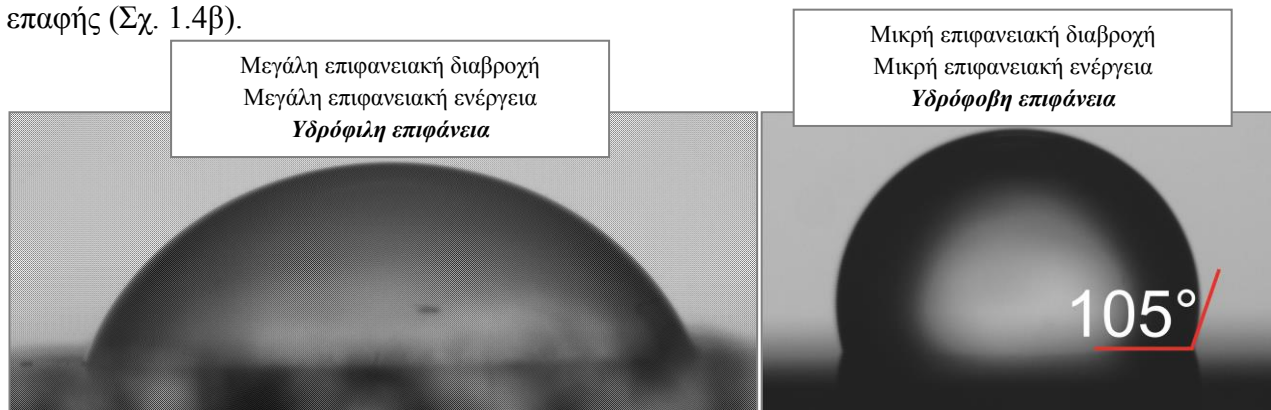 επαφής (Σχ. 1.4β).
Μεγάλη επιφανειακή διαβροχή
Μεγάλη επιφανειακή ενέργεια
Υδρόφιλη επιφάνεια
Μικρή επιφανειακή διαβροχή
Μικρή επιφανειακή ενέργεια
Υδρόφοβη επιφάνεια
105°